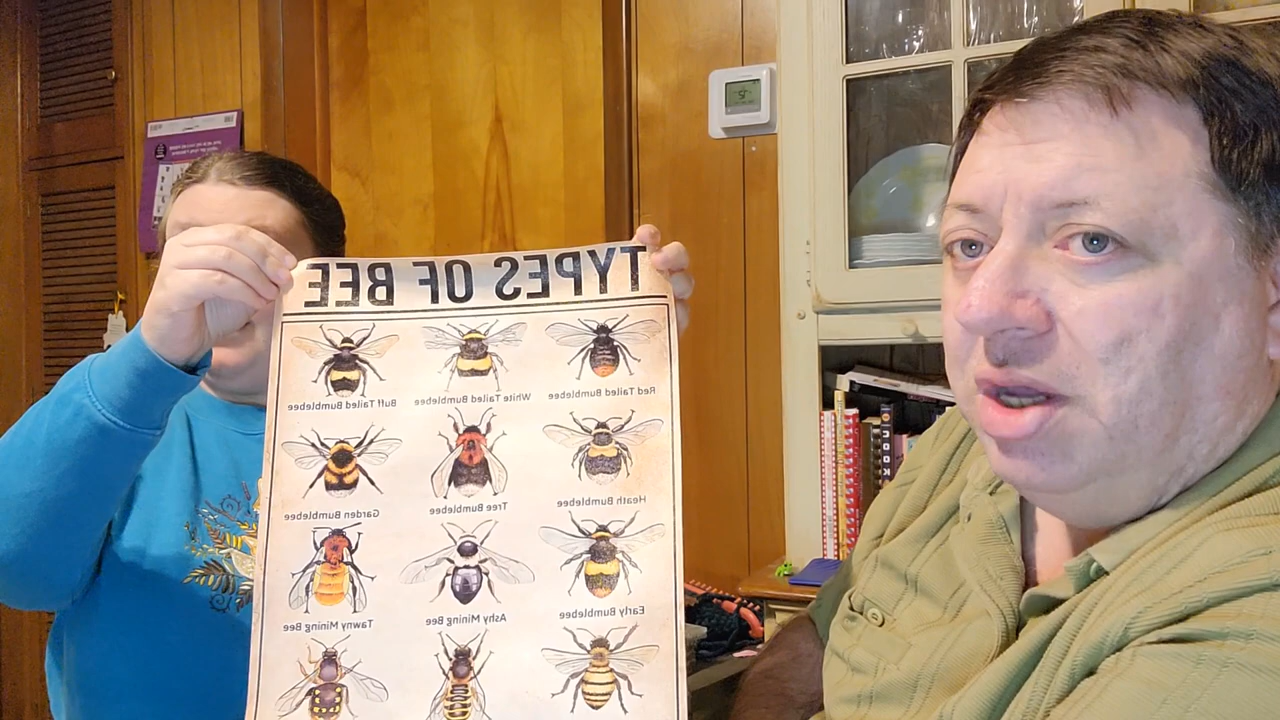 TYPES OF BEE
Red Tailed Bumblebee White Tailed Bumblebee Buff Tailed Bumblebee
Heath Bumblebee Tree Bumblebee Garden Bumblebee
Early Bumblebee Ashy Mining Bee Tawny Mining Bee
COOK